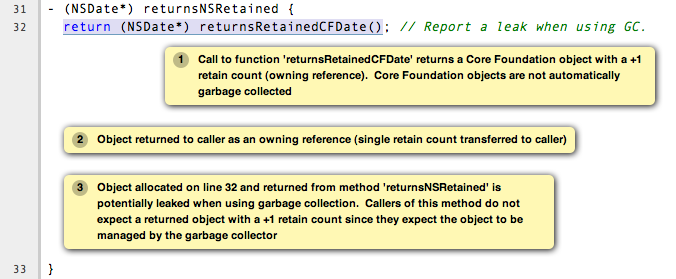 31 - (NSDate*) returnsNSRetained {
32 return (NSDate*) returnsRetainedCFDate(); // Report a leak when using GC.
1 Call to function 'returnsRetainedCFDate' returns a Core Foundation object with a +1
retain count (owning reference). Core Foundation objects are not automatically
garbage collected
2 Object returned to caller as an owning reference (single retain count transferred to caller)
3 Object allocated on line 32 and returned from method 'returnsNSRetained' is
potentially leaked when using garbage collection. Callers of this method do not
expect a returned object with a +1 retain count since they expect the object to be
managed by the garbage collector
33 }